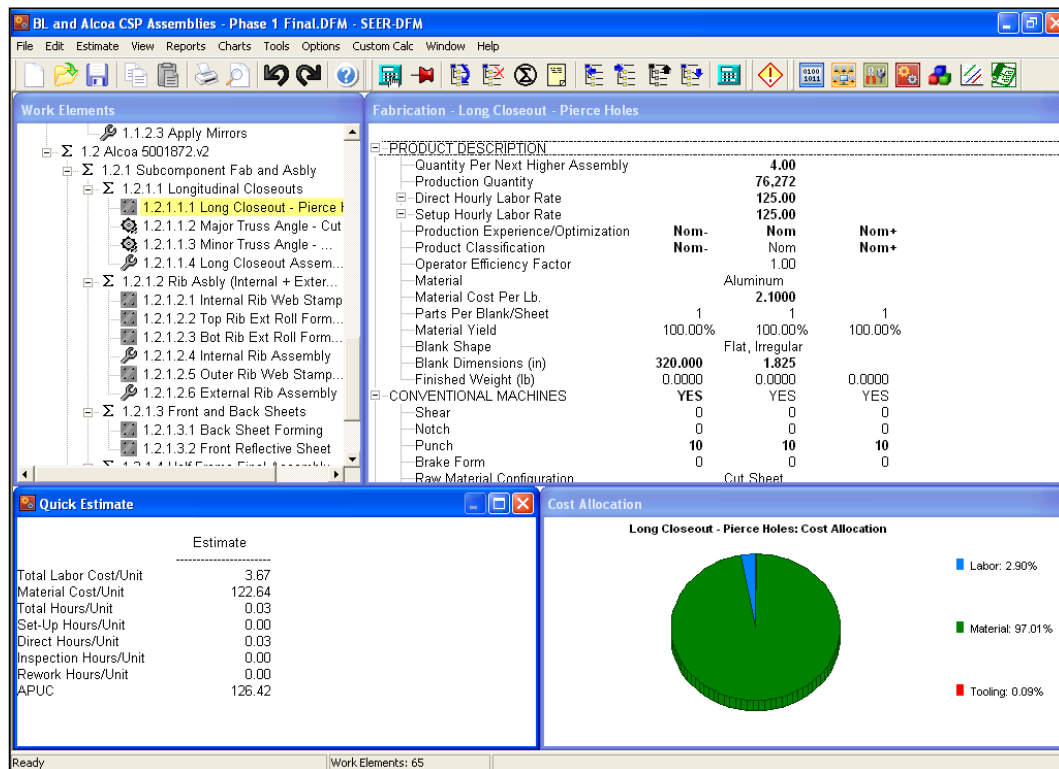 BL and Alcoa CSP Assemblies - Phase 1 Final.DFM - SEER-DFM
File Edit Estimate View Reports Charts Tools Options Custom Calc Window Help
Work Elements
1.1.2.3 Apply Mirrors
Σ 1.2 Alcoa 5001872.v2
Σ 1.2.1 Subcomponent Fab and Asbly
Σ 1.2.1.1 Longitudinal Closeouts
1.2.1.1.1 Long Closeout - Pierce
1.2.1.1.2 Major Truss Angle - Cut
1.2.1.1.3 Minor Truss Angle - ...
1.2.1.1.4 Long Closeout Assem...
Σ 1.2.1.2 Rib Asbly (Internal + Exter...
1.2.1.2.1 Internal Rib Web Stamp
1.2.1.2.2 Top Rib Ext Roll Form...
1.2.1.2.3 Bot Rib Ext Roll Form...
1.2.1.2.4 Internal Rib Assembly
1.2.1.2.5 Outer Rib Web Stamp...
1.2.1.2.6 External Rib Assembly
Σ 1.2.1.3 Front and Back Sheets
1.2.1.3.1 Back Sheet Forming
1.2.1.3.2 Front Reflective Sheet
Σ 1.2.1.4 Half Frame Final Assembly
Fabrication - Long Closeout - Pierce Holes
PRODUCT DESCRIPTION
Quantity Per Next Higher Assembly 4.00
Production Quantity 76,272
Direct Hourly Labor Rate 125.00
Setup Hourly Labor Rate 125.00
Production Experience/Optimization Nom- Nom Nom+
Product Classification Nom- Nom Nom+
Operator Efficiency Factor 1.00
Material Aluminum
Material Cost Per Lb. 2.1000
Parts Per Blank/Sheet 1 1 1
Material Yield 100.00% 100.00% 100.00%
Blank Shape Flat, Irregular
Blank Dimensions (in) 320.000 1.825
Finished Weight (lb) 0.0000 0.0000 0.0000
CONVENTIONAL MACHINES YES YES YES
Shear 0 0 0
Notch 0 0 0
Punch 10 10 10
Brake Form 0 0 0
Raw Material Configuration Cut Sheet
Quick Estimate
Estimate
Total Labor Cost/Unit 3.67
Material Cost/Unit 122.64
Total Hours/Unit 0.03
Set-Up Hours/Unit 0.00
Direct Hours/Unit 0.03
Inspection Hours/Unit 0.00
Rework Hours/Unit 0.00
APUC 126.42
Cost Allocation
Long Closeout - Pierce Holes: Cost Allocation
Labor: 2.90%
Material: 97.01%
Tooling: 0.09%
Ready Work Elements: 65